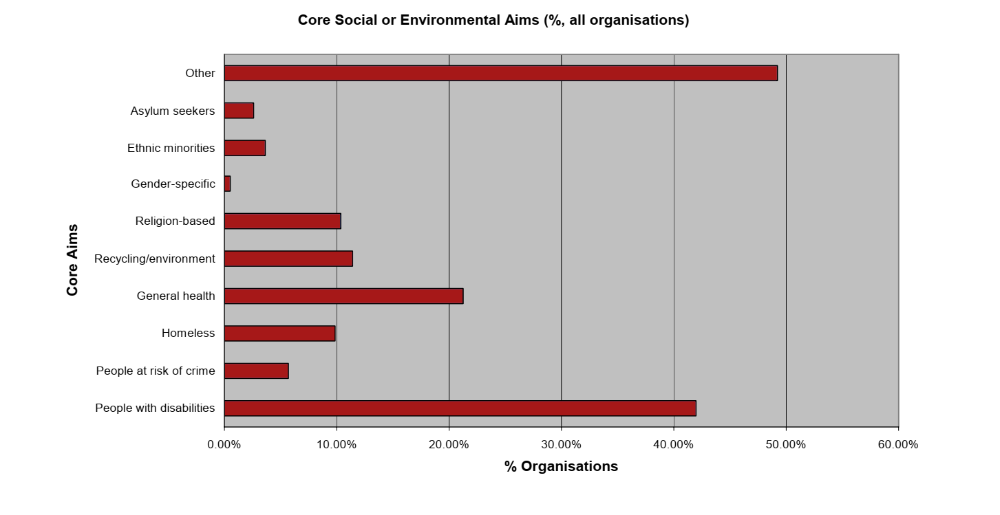 Core Social or Environmental Aims (%, all organisations)
Core Aims
Other
Asylum seekers
Ethnic minorities
Gender-specific
Religion-based
Recycling/environment
General health
Homeless
People at risk of crime
People with disabilities
0.00% 10.00% 20.00% 30.00% 40.00% 50.00% 60.00%
% Organisations